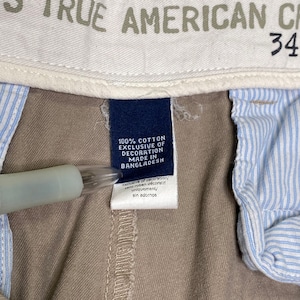 S TRUE AMERICAN C
34
100% COTTON
EXCLUSIVE OF
DECORATION
MADE IN
BANGLADESH